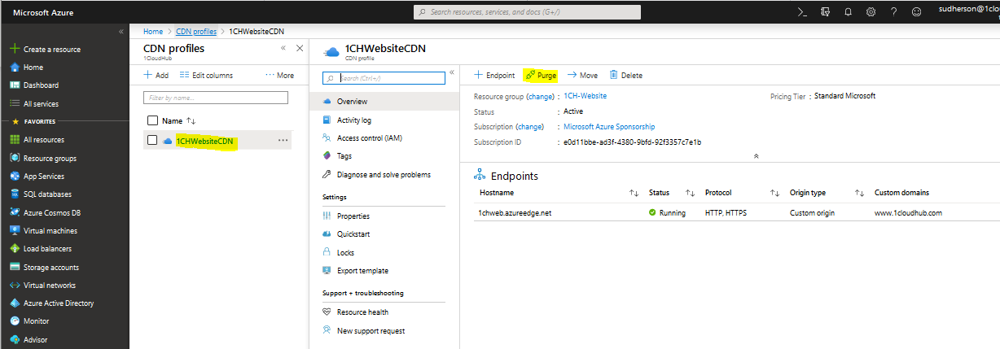 Microsoft Azure
Search resources, services, and docs (G+/)
sudherson@1clou
Home > CDN profiles > 1CHWebsiteCDN
«
Create a resource
Home
Dashboard
All services
FAVORITES
All resources
Resource groups
App Services
SQL databases
Azure Cosmos DB
Virtual machines
Load balancers
Storage accounts
Virtual networks
Azure Active Directory
Monitor
Advisor
CDN profiles
1CloudHub
« ×
+ Add Edit columns ··· More
Filter by name...
Name ↑↓
1CHWebsiteCDN ···
1CHWebsiteCDN
CDN profile
Search (Ctrl+/)
«
Overview
Activity log
Access control (IAM)
Tags
Diagnose and solve problems
Settings
Properties
Quickstart
Locks
Export template
Support + troubleshooting
Resource health
New support request
+ Endpoint Purge → Move Delete
Resource group (change) : 1CH-Website
Pricing Tier : Standard Microsoft
Status : Active
Subscription (change) : Microsoft Azure Sponsorship
Subscription ID : e0d11bbe-ad3f-4380-9bfd-92f3357c7e1b
Endpoints
Hostname ↑↓ Status ↑↓ Protocol ↑↓ Origin type ↑↓ Custom domains
1chweb.azureedge.net Running HTTP, HTTPS Custom origin www.1cloudhub.com